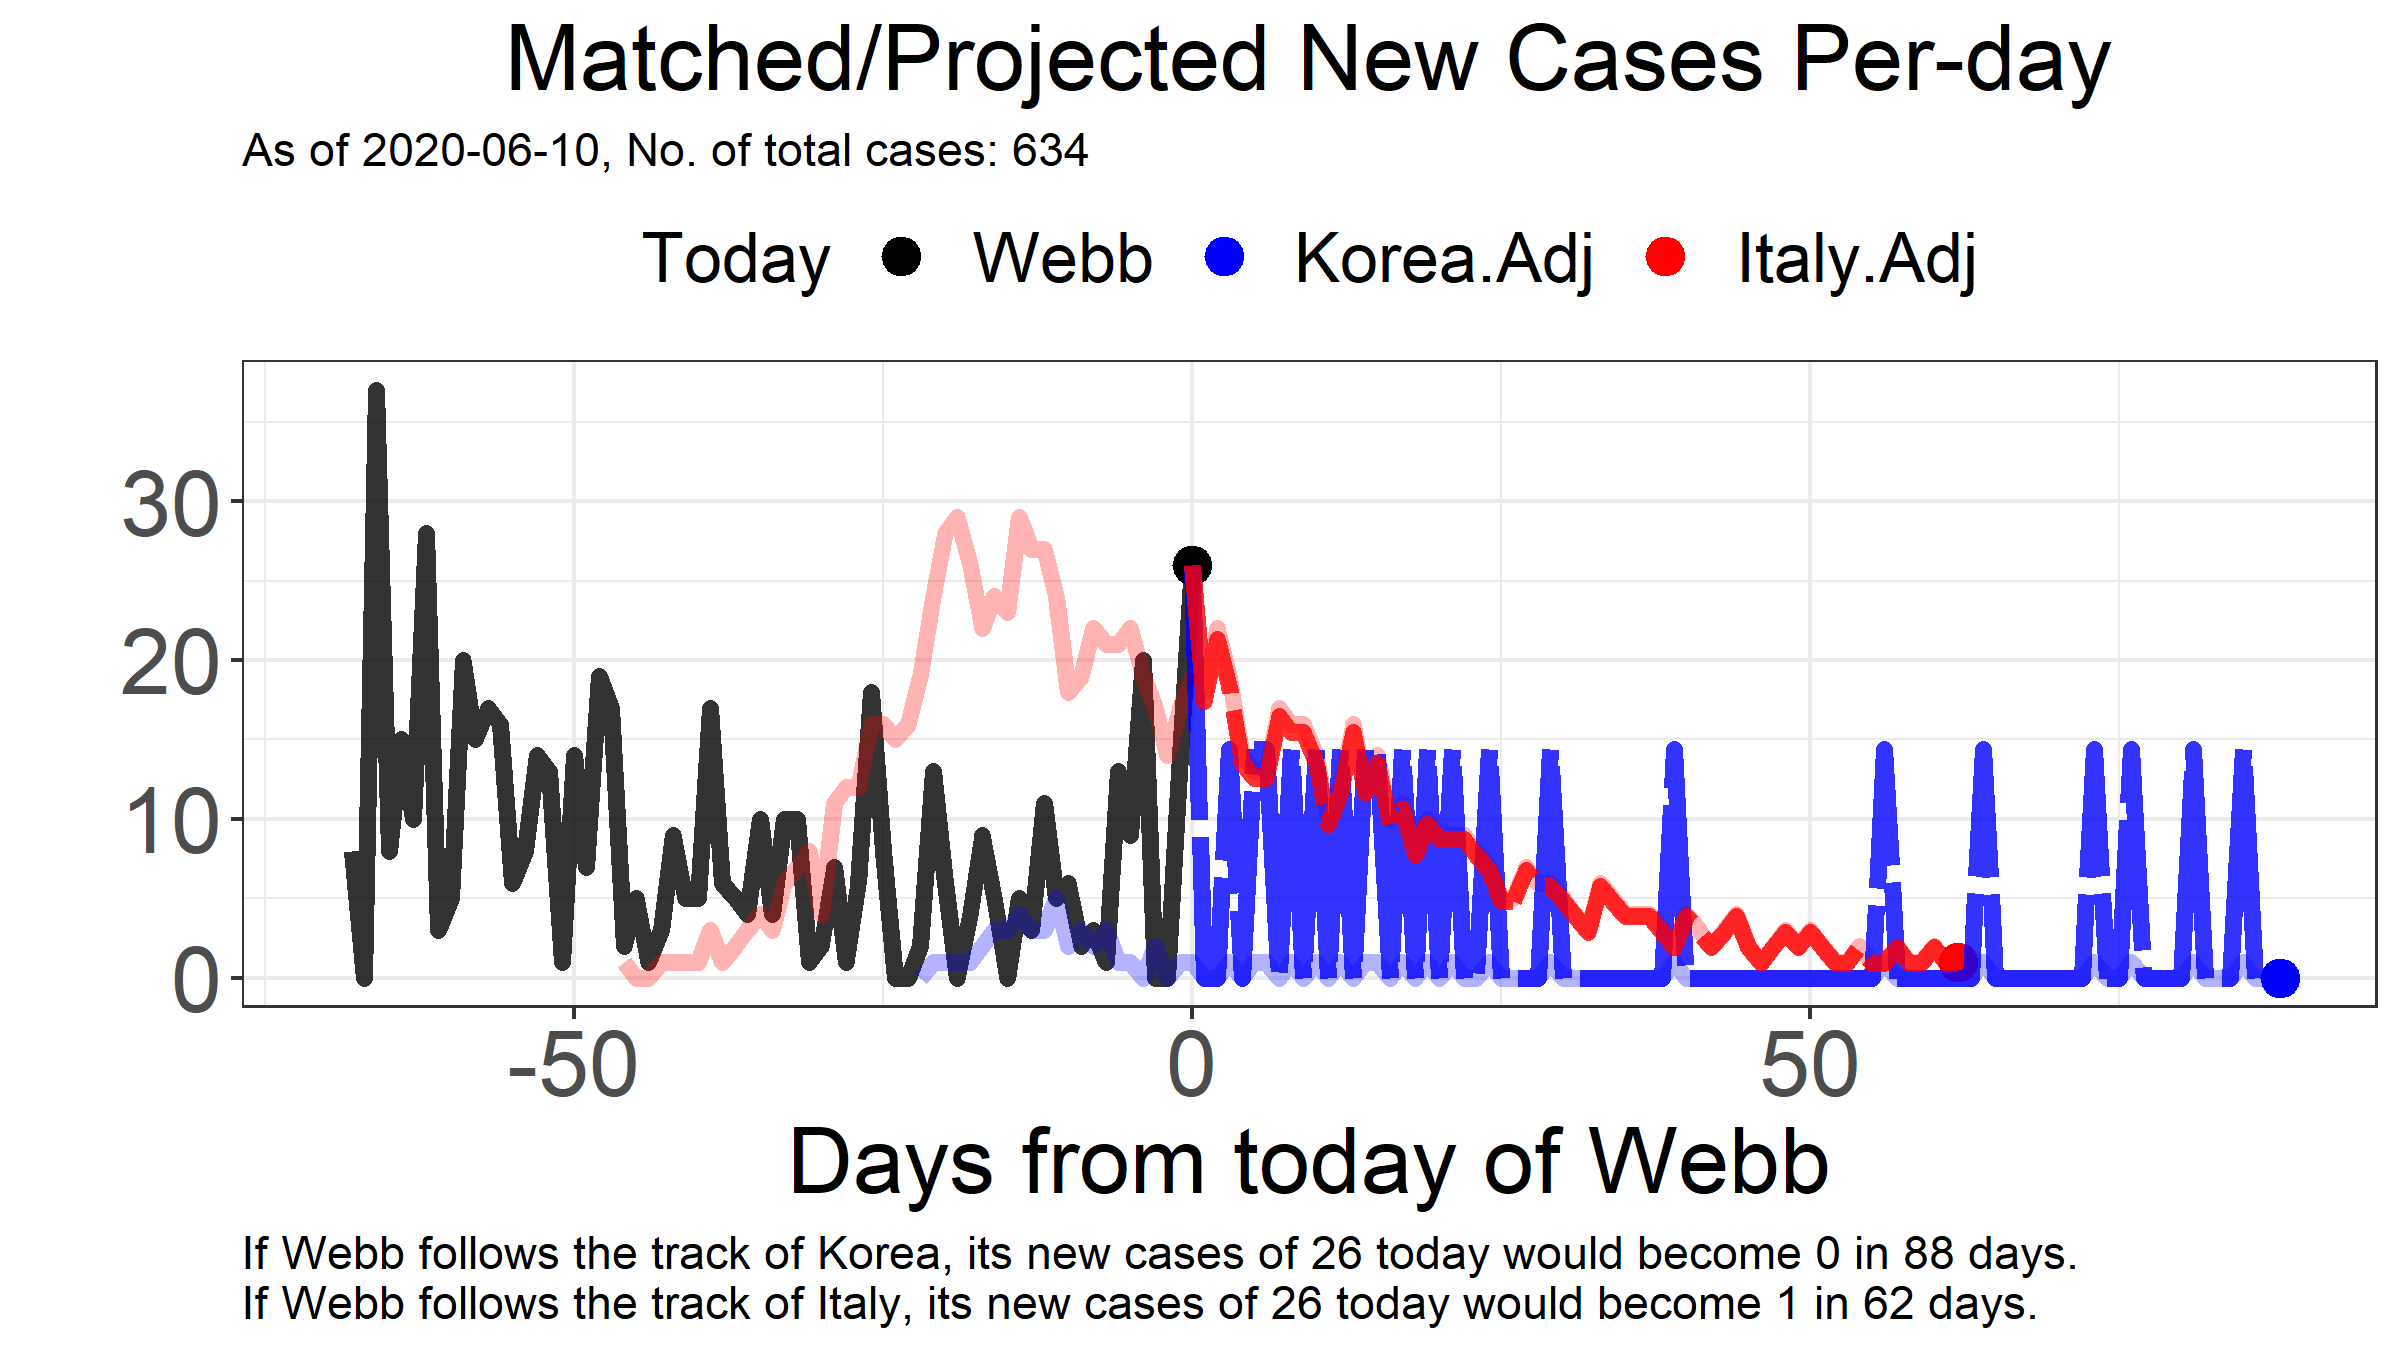 Matched/Projected New Cases Per-day
As of 2020-06-10, No. of total cases: 634
Today Webb Korea.Adj Italy.Adj
30
20
10
0
-50 0 50
Days from today of Webb
If Webb follows the track of Korea, its new cases of 26 today would become 0 in 88 days.
If Webb follows the track of Italy, its new cases of 26 today would become 1 in 62 days.